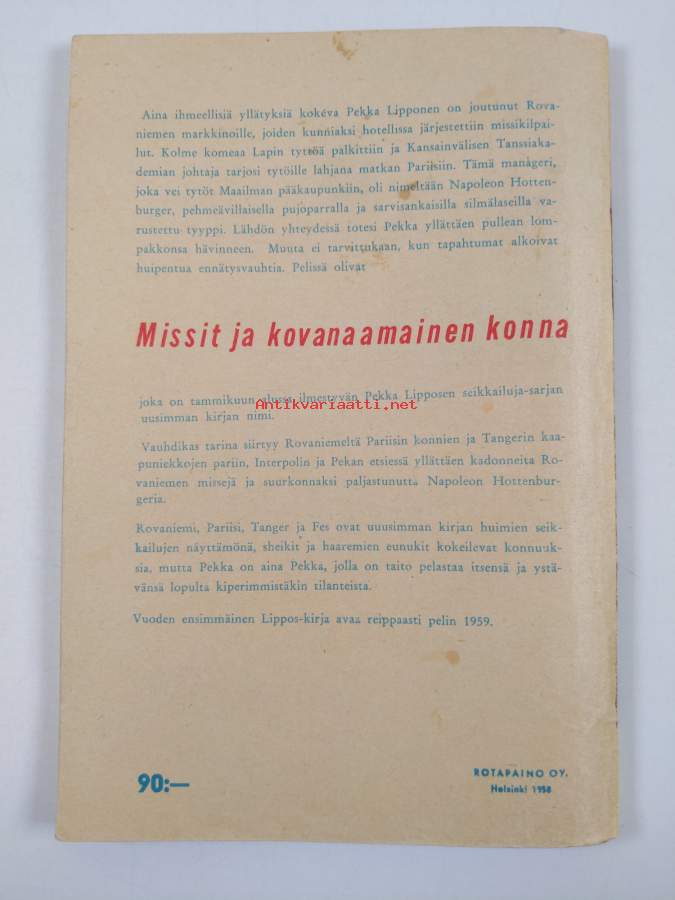 Aina ihmeellisiä yllätyksiä kokeva Pekka Lipponen on joutunut Rova-
niemen markkinoille, joiden kunniaksi hotellissa järjestettiin missikilpai-
lut. Kolme komeaa Lapin tyttöä palkittiin ja Kansainvälisen Tanssiaka-
demian johtaja tarjosi tytöille lahjana matkan Pariisiin. Tämä manageri,
joka vei tytöt Maailman pääkaupunkiin, oli nimeltään Napoleon Hotten-
burger, pehmeävillaisella pujoparralla ja sarvisankaisilla silmälaseilla va-
rustettu tyyppi. Lähdön yhteydessä totesi Pekka yllättäen pullean lom-
pakkonsa hävinneen. Muuta ei tarvittukaan, kun tapahtumat alkoivat
huipentua ennätysvauhtia. Pelissä olivat
Missit ja kovanaamainen konna
joka on tammikuun alussa ilmestyvän Pekka Lipposen seikkailuja-sarjan
Antikvariaatti.net
uusimman kirjan nimi.
Vauhdikas tarina siirtyy Rovaniemeltä Pariisin konnien ja Tangerin kaa-
puniekkojen pariin, Interpolin ja Pekan etsiessä yllättäen kadonneita Ro-
vaniemen missejä ja suurkonnaksi paljastunutta Napoleon Hottenbur-
geria.
Rovaniemi, Pariisi, Tanger ja Fes ovat uuusimman kirjan huimien seik-
kailujen näyttämönä, sheikit ja haaremien eunukit kokeilevat konnuuk-
sia, mutta Pekka on aina Pekka, jolla on taito pelastaa itsensä ja ystä-
vänsä lopulta kiperimmistäkin tilanteista.
Vuoden ensimmäinen Lippos-kirja avaa reippaasti pelin 1959.
90:—
ROTAPAINO OY.
Helsinki 1958